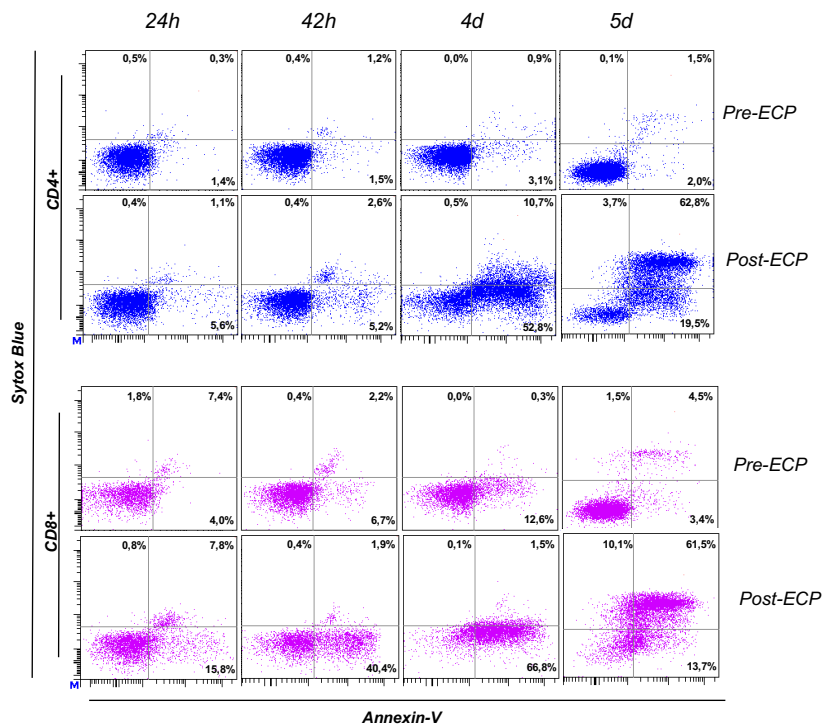 24h 42h 4d 5d
0,5% 0,3% 0,4% 1,2% 0,0% 0,9% 0,1% 1,5%
Pre-ECP
1,4% 1,5% 3,1% 2,0%
CD4+
0,4% 1,1% 0,4% 2,6% 0,5% 10,7% 3,7% 62,8%
Post-ECP
5,6% 5,2% 52,8% 19,5%
M
Sytox Blue
1,8% 7,4% 0,4% 2,2% 0,0% 0,3% 1,5% 4,5%
Pre-ECP
4,0% 6,7% 12,6% 3,4%
CD8+
0,8% 7,8% 0,4% 1,9% 0,1% 1,5% 10,1% 61,5%
Post-ECP
15,8% 40,4% 66,8% 13,7%
M
Annexin-V